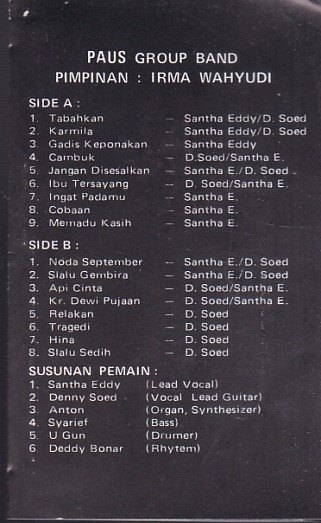 PAUS GROUP BAND
PIMPINAN : IRMA WAHYUDI
SIDE A :
1. Tabahkan — Santha Eddy/D. Soed
2. Karmila — Santha Eddy/D. Soed
3. Gadis Keponakan — Santha Eddy
4. Cambuk — D.Soed/Santha E.
5. Jangan Disesalkan — Santha E./D. Soed
6. Ibu Tersayang — D. Soed/Santha E.
7. Ingat Padamu — Santha E.
8. Cobaan — Santha E.
9. Memadu Kasih — Santha E.
SIDE B :
1. Noda September — Santha E./D. Soed
2. Slalu Gembira — Santha E./D. Soed
3. Api Cinta — D. Soed/Santha E.
4. Kr. Dewi Pujaan — D. Soed/Santha E.
5. Relakan — D. Soed
6. Tragedi — D. Soed
7. Hina — D. Soed
8. Slalu Sedih — D. Soed
SUSUNAN PEMAIN :
1. Santha Eddy (Lead Vocal)
2. Denny Soed (Vocal Lead Guitar)
3. Anton (Organ, Synthesizer)
4. Syarief (Bass)
5. U Gun (Drumer)
6. Deddy Bonar (Rhytem)